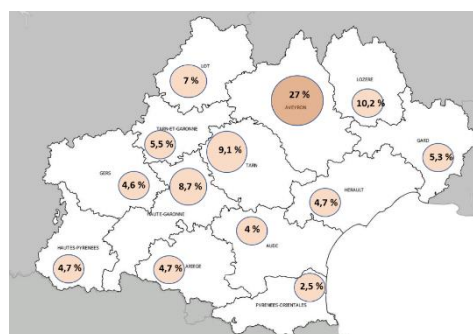 LOT
7 %
27 %
AVEYRON
LOZERE
10,2 %
TARN-ET-GARONNE
5,5 %
9,1 %
TARN
GARD
5,3 %
GERS
4,6 %
8,7 %
HAUTE-GARONNE
HERAULT
4,7 %
4 %
AUDE
HAUTES-PYRENEES
4,7 %
4,7 %
ARIEGE
2,5 %
PYRENEES-ORIENTALES